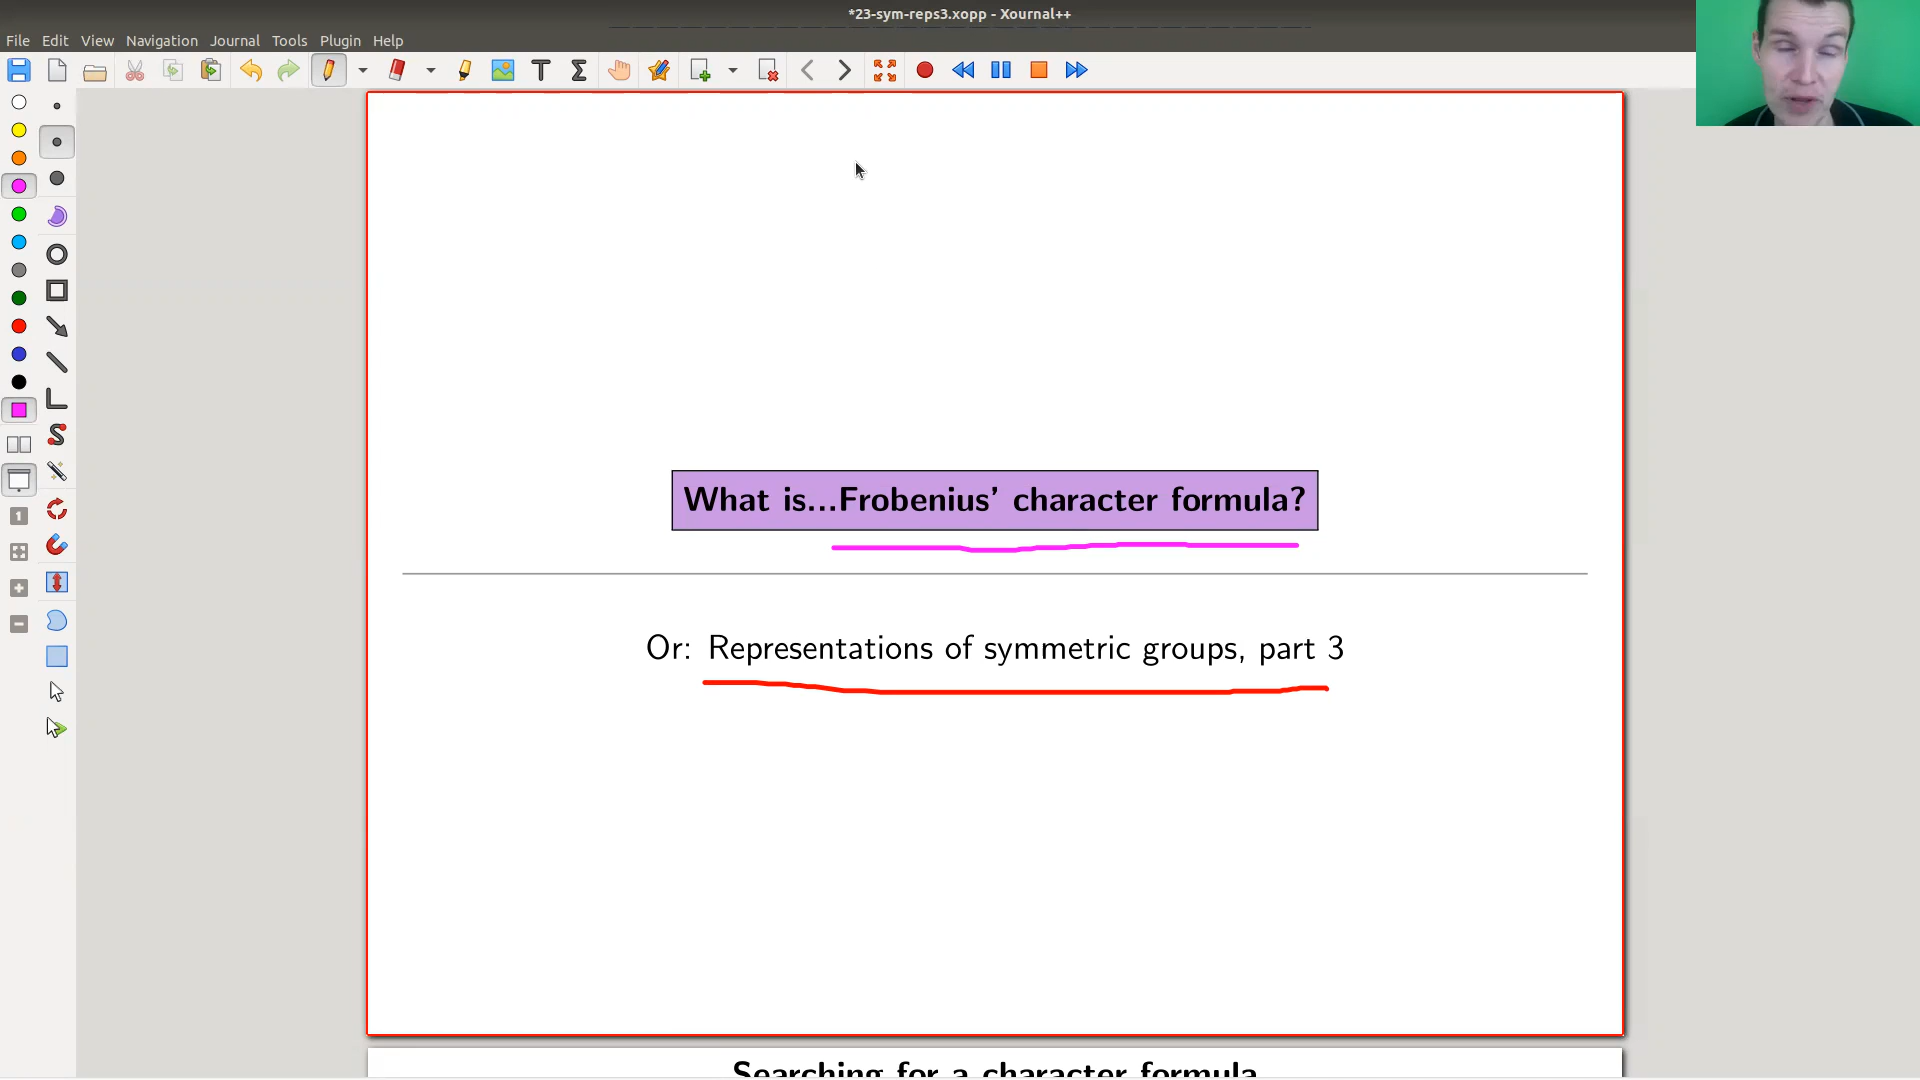 *23-sym-reps3.xopp - Xournal++
File Edit View Navigation Journal Tools Plugin Help
What is...Frobenius’ character formula?
Or: Representations of symmetric groups, part 3
Searching for a character formula